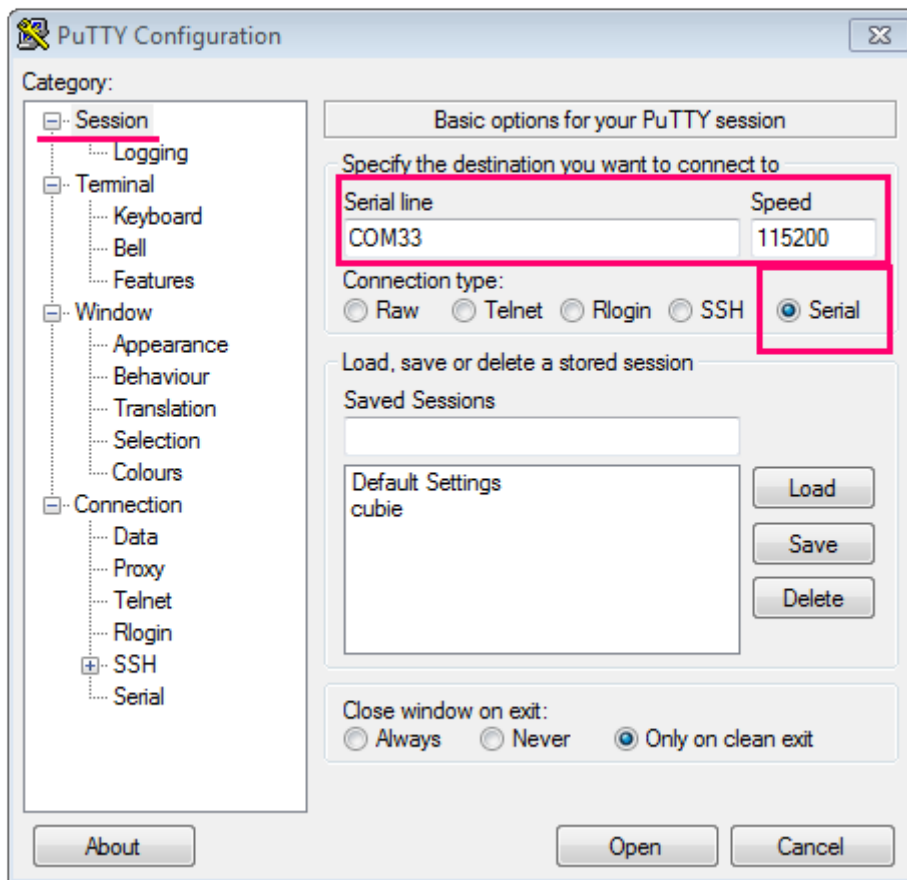 PuTTY Configuration
Category:
Session
Logging
Terminal
Keyboard
Bell
Features
Window
Appearance
Behaviour
Translation
Selection
Colours
Connection
Data
Proxy
Telnet
Rlogin
SSH
Serial
Basic options for your PuTTY session
Specify the destination you want to connect to
Serial line Speed
COM33 115200
Connection type:
Raw Telnet Rlogin SSH Serial
Load, save or delete a stored session
Saved Sessions
Default Settings
cubie
Load
Save
Delete
Close window on exit:
Always Never Only on clean exit
About Open Cancel